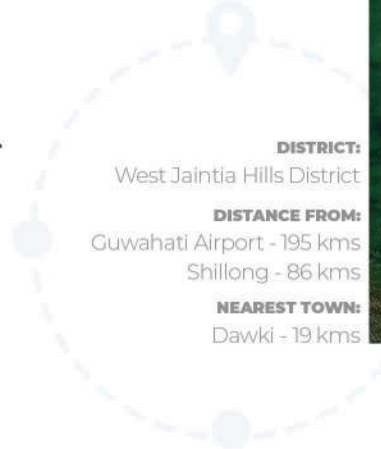 DISTRICT:
West Jaintia Hills District
DISTANCE FROM:
Guwahati Airport - 195 kms
Shillong - 86 kms
NEAREST TOWN:
Dawki - 19 kms